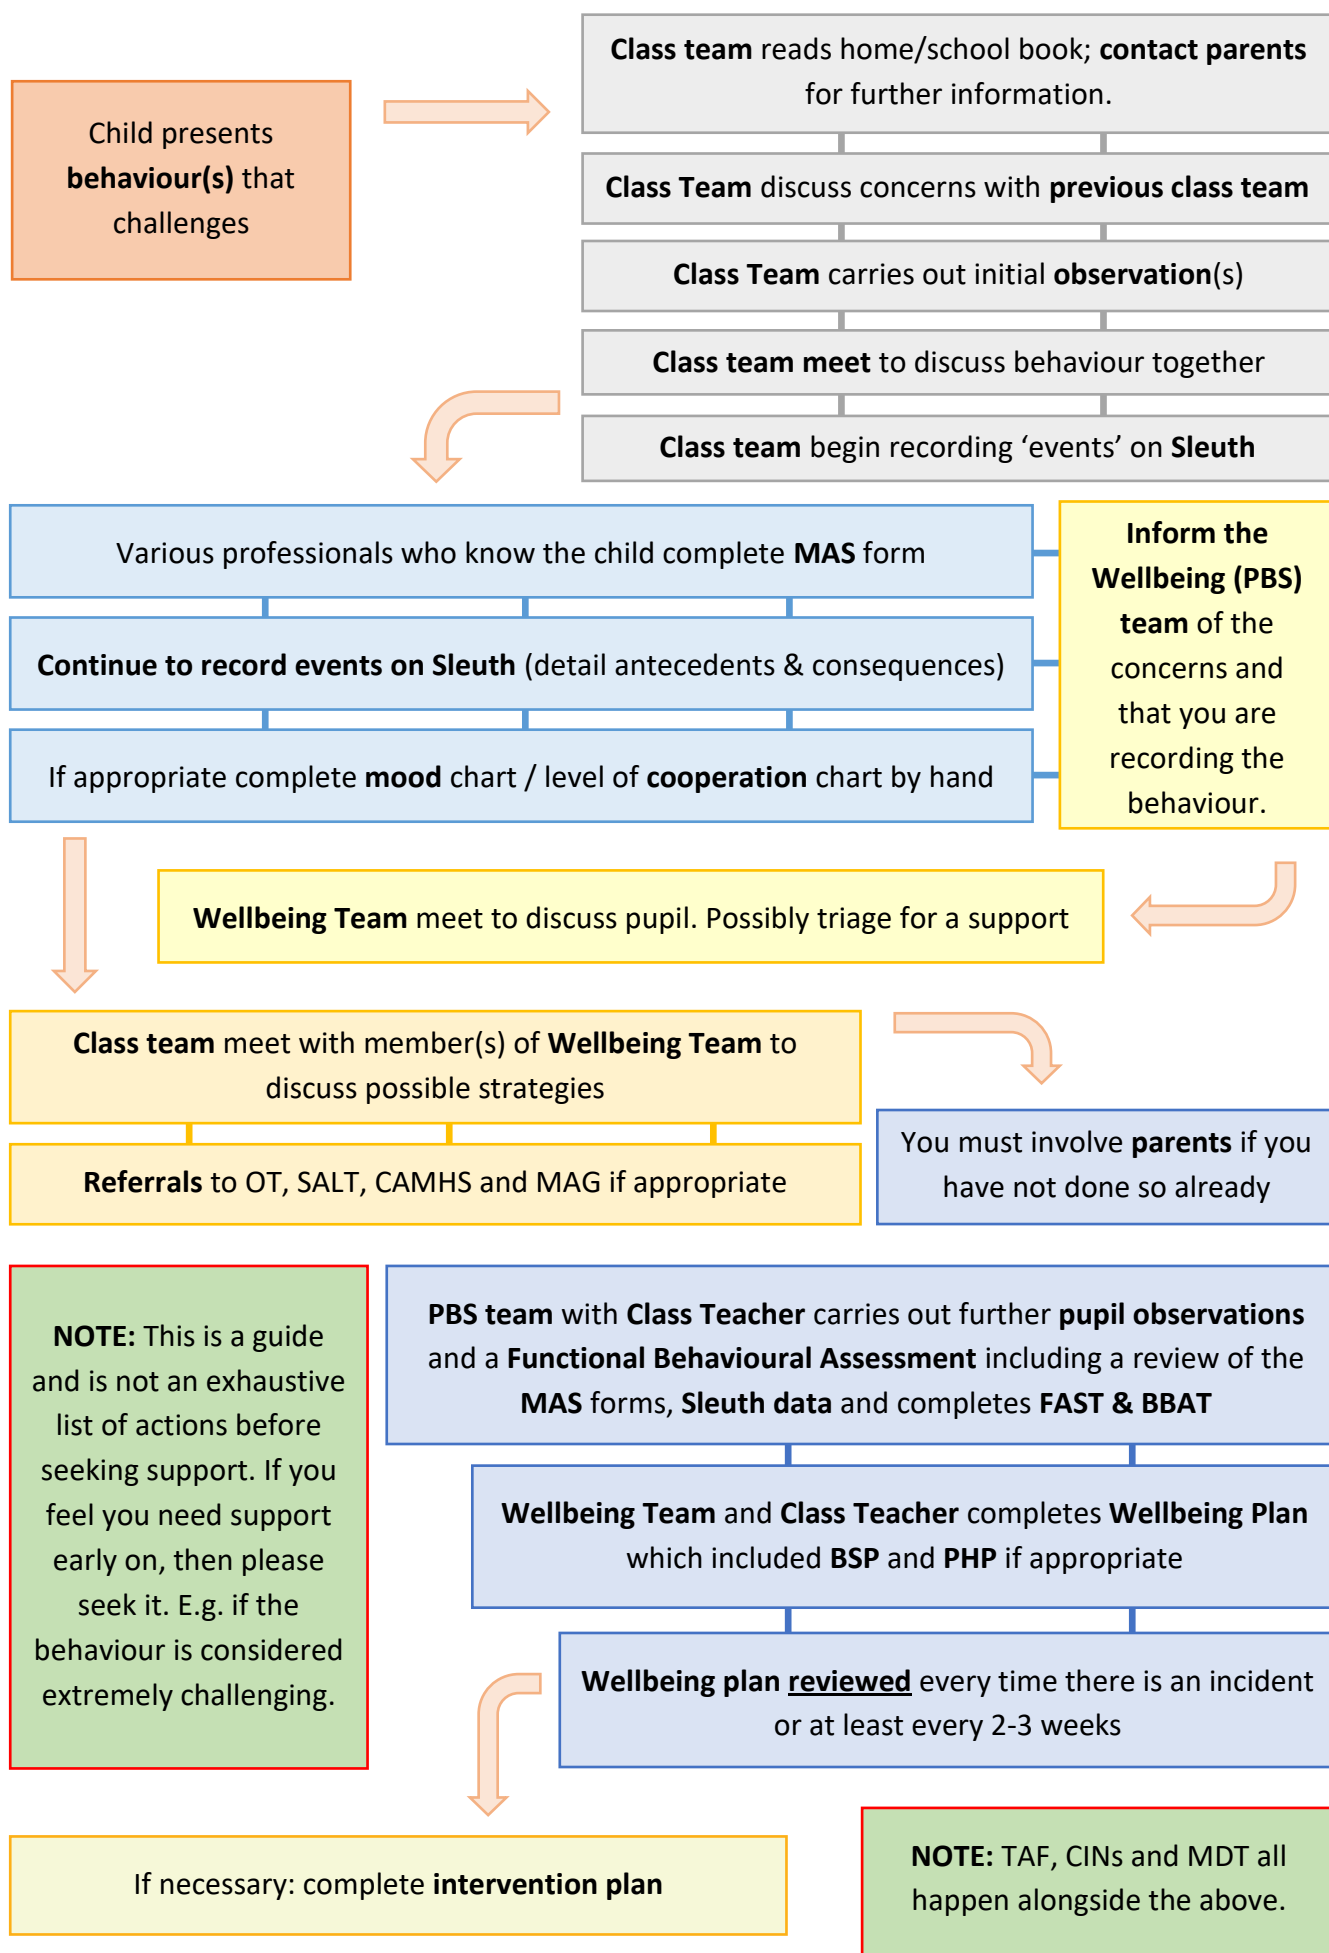 Child presents
behaviour(s) that
challenges
Class team reads home/school book; contact parents
for further information.
Class Team discuss concerns with previous class team
Class Team carries out initial observation(s)
Class team meet to discuss behaviour together
Class team begin recording ‘events’ on Sleuth
Various professionals who know the child complete MAS form
Continue to record events on Sleuth (detail antecedents & consequences)
If appropriate complete mood chart / level of cooperation chart by hand
Inform the
Wellbeing (PBS)
team of the
concerns and
that you are
recording the
behaviour.
Wellbeing Team meet to discuss pupil. Possibly triage for a support
Class team meet with member(s) of Wellbeing Team to
discuss possible strategies
Referrals to OT, SALT, CAMHS and MAG if appropriate
You must involve parents if you
have not done so already
NOTE: This is a guide
and is not an exhaustive
list of actions before
seeking support. If you
feel you need support
early on, then please
seek it. E.g. if the
behaviour is considered
extremely challenging.
PBS team with Class Teacher carries out further pupil observations
and a Functional Behavioural Assessment including a review of the
MAS forms, Sleuth data and completes FAST & BBAT
Wellbeing Team and Class Teacher completes Wellbeing Plan
which included BSP and PHP if appropriate
Wellbeing plan reviewed every time there is an incident
or at least every 2-3 weeks
If necessary: complete intervention plan
NOTE: TAF, CINs and MDT all
happen alongside the above.